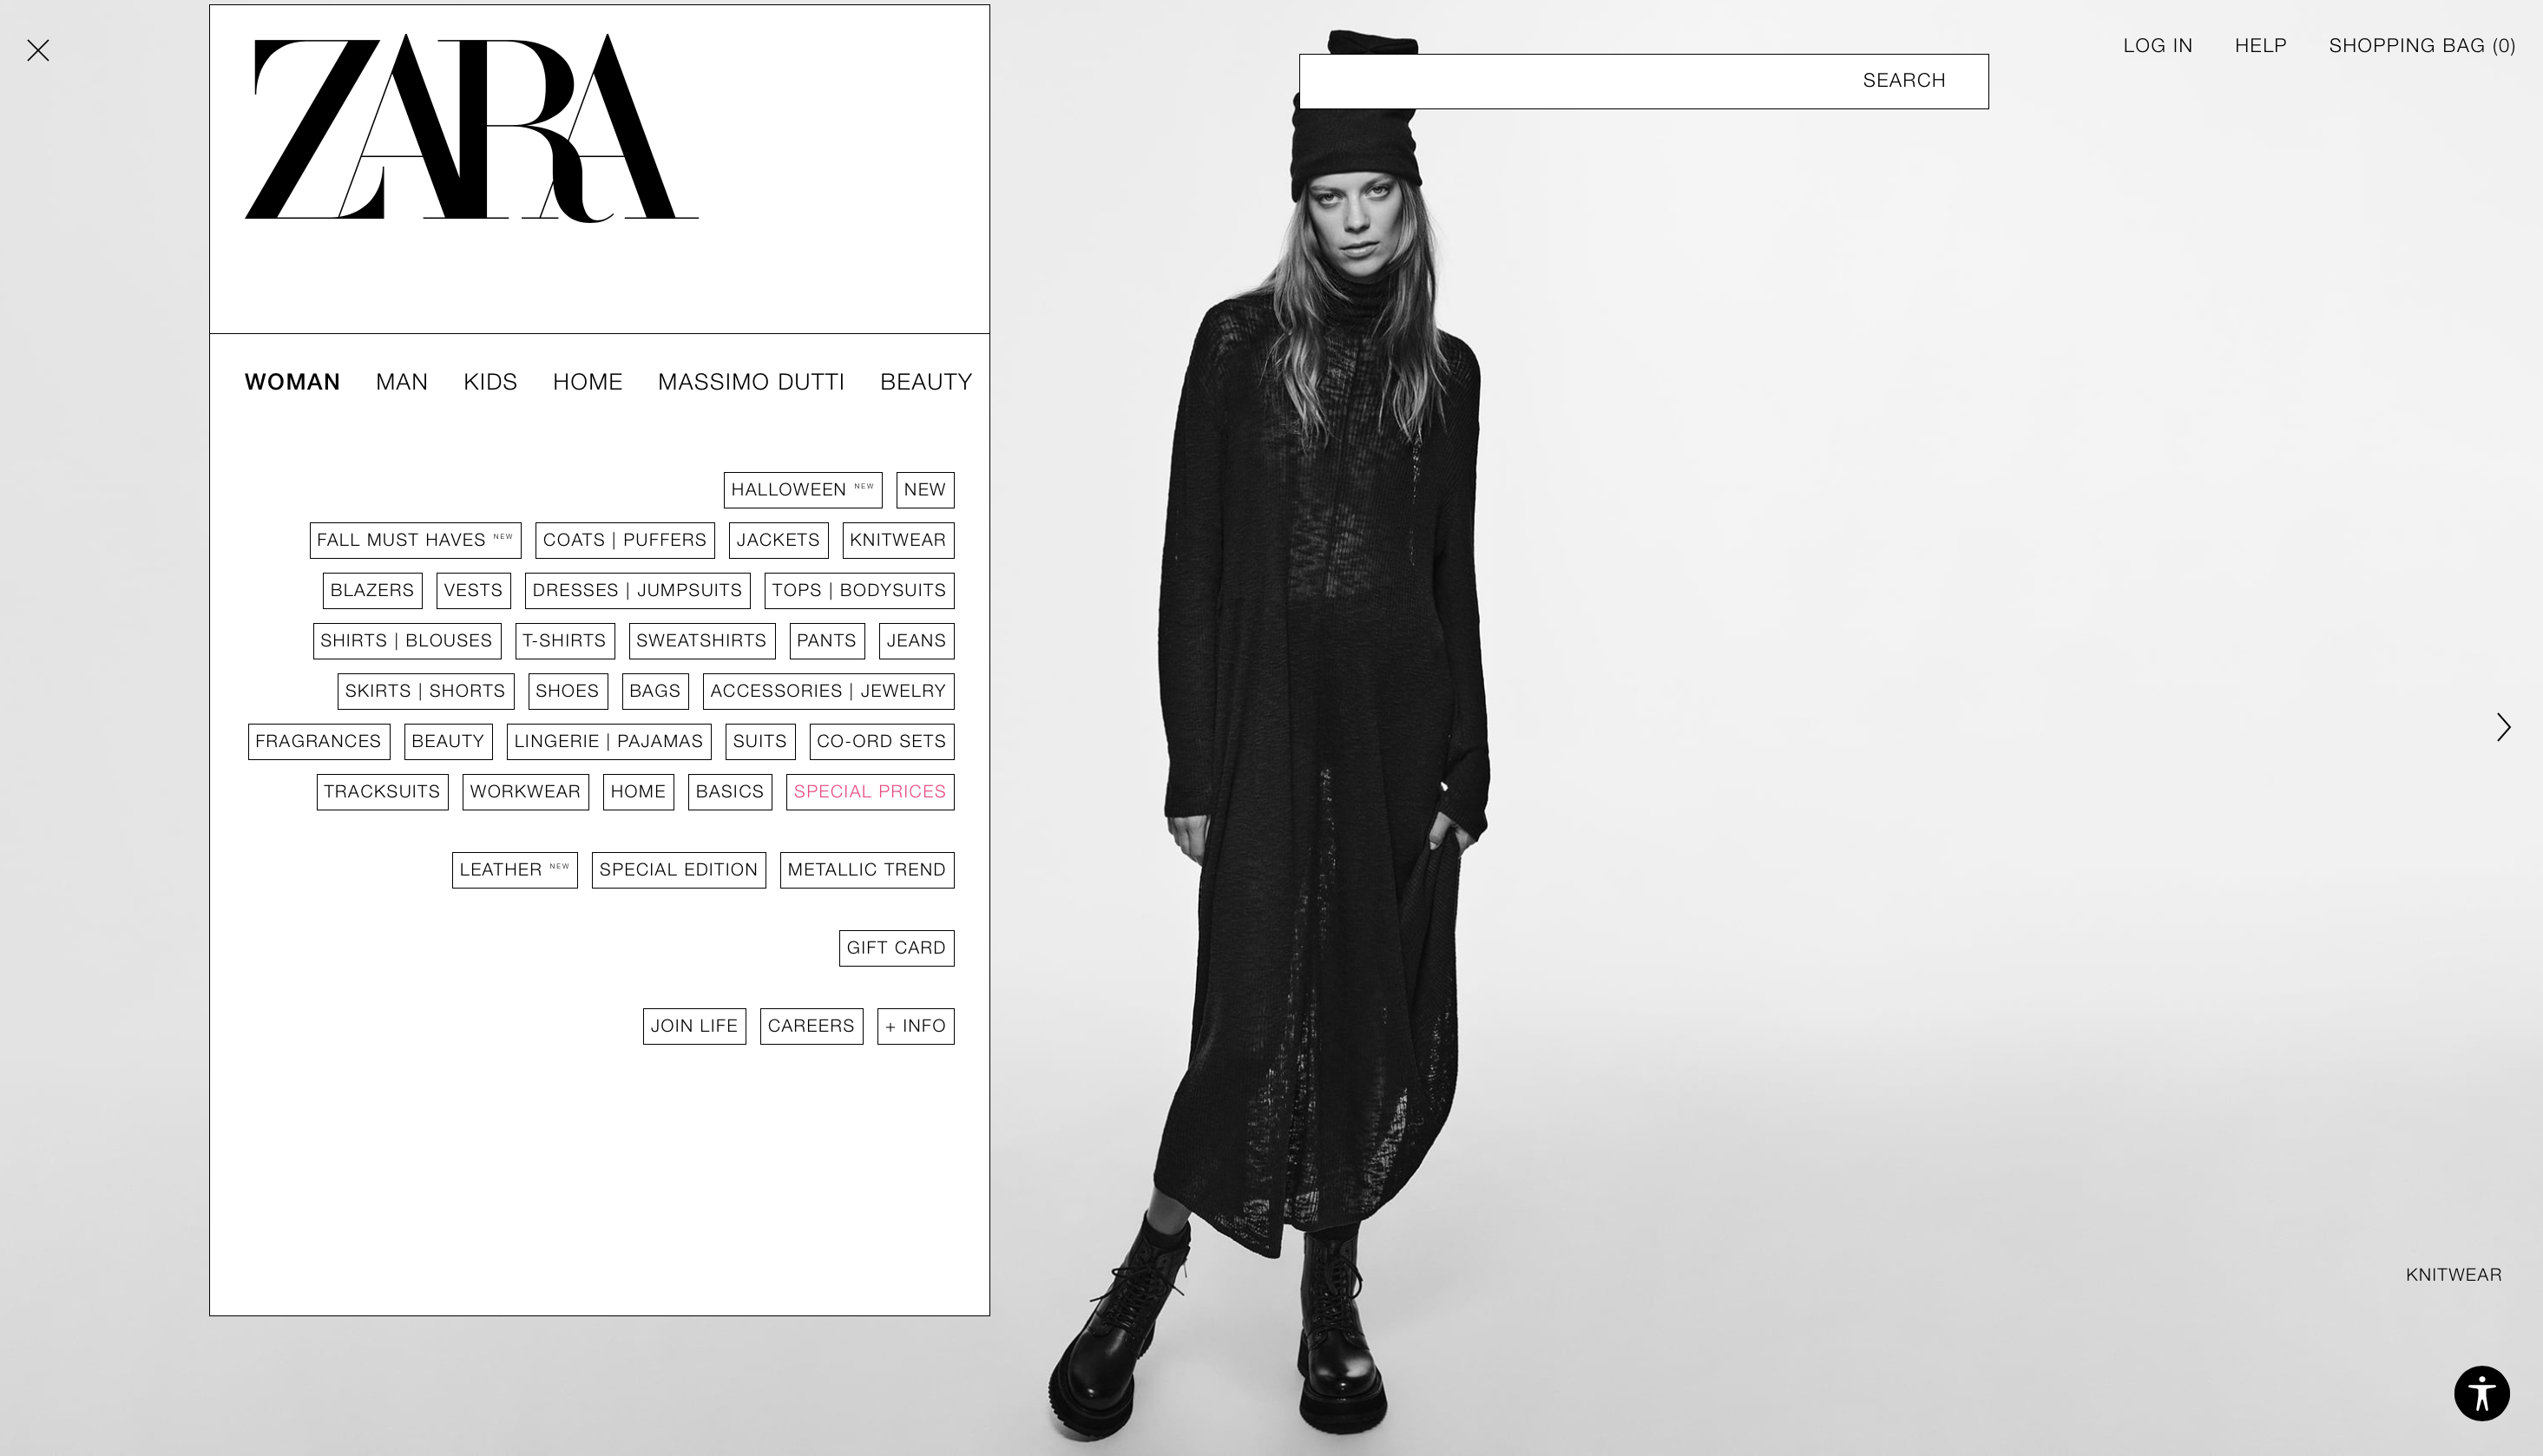 ZARA
LOG IN HELP SHOPPING BAG (0)
SEARCH
WOMAN MAN KIDS HOME MASSIMO DUTTI BEAUTY
HALLOWEEN NEW NEW
FALL MUST HAVES NEW COATS | PUFFERS JACKETS KNITWEAR
BLAZERS VESTS DRESSES | JUMPSUITS TOPS | BODYSUITS
SHIRTS | BLOUSES T-SHIRTS SWEATSHIRTS PANTS JEANS
SKIRTS | SHORTS SHOES BAGS ACCESSORIES | JEWELRY
FRAGRANCES BEAUTY LINGERIE | PAJAMAS SUITS CO-ORD SETS
TRACKSUITS WORKWEAR HOME BASICS SPECIAL PRICES
LEATHER NEW SPECIAL EDITION METALLIC TREND
GIFT CARD
JOIN LIFE CAREERS + INFO
KNITWEAR